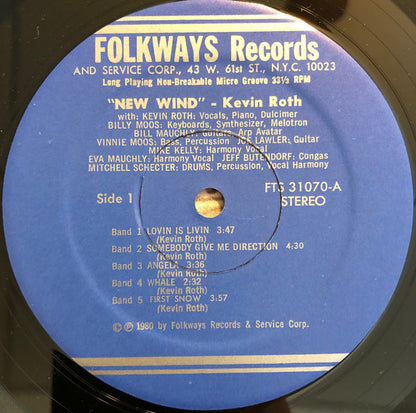 FOLKWAYS Records
AND SERVICE CORP., 43 W. 61st ST., N.Y.C. 10023
Long Playing Non-Breakable Micro Groove 33⅓ RPM
"NEW WIND" - Kevin Roth
with: KEVIN ROTH: Vocals, Piano, Dulcimer
BILLY MOOS: Keyboards, Synthesizer, Melotron
BILL MAUCHLY: Guitars, Arp Avatar
VINNIE MOOS: Bass, Percussion JOE LAWLER: Guitar
MIKE KELLY: Harmony Vocal
EVA MAUCHLY: Harmony Vocal JEFF BUTENDORF: Congas
MITCHELL SCHECTER: DRUMS, Percussion, Vocal Harmony
Side 1
FTS 31070-A
STEREO
Band 1 LOVIN IS LIVIN 3:47
(Kevin Roth)
Band 2 SOMEBODY GIVE ME DIRECTION 4:30
(Kevin Roth)
Band 3 ANGELA 3:36
(Kevin Roth)
Band 4 WHALE 2:32
(Kevin Roth)
Band 5 FIRST SNOW 3:57
(Kevin Roth)
© ℗ 1980 by Folkways Records & Service Corp.